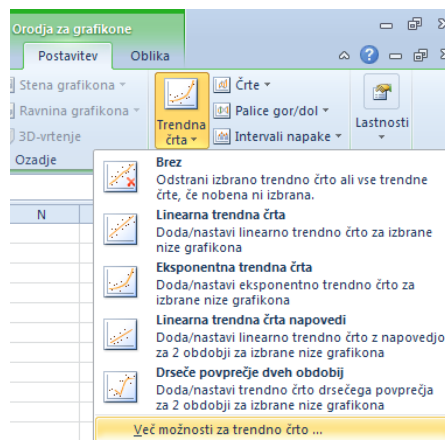 Orodja za grafikone
Postavitev Oblika
Stena grafikona
Ravnina grafikona
3D-vrtenje
Ozadje
Trendna
črta
Črte
Palice gor/dol
Intervali napake
Lastnosti
N
Brez
Odstrani izbrano trendno črto ali vse trendne
črte, če nobena ni izbrana.
Linearna trendna črta
Doda/nastavi linearno trendno črto za izbrane
nize grafikona
Eksponentna trendna črta
Doda/nastavi eksponentno trendno črto za
izbrane nize grafikona
Linearna trendna črta napovedi
Doda/nastavi linearno trendno črto z napovedjo
za 2 obdobji za izbrane nize grafikona
Drseče povprečje dveh obdobij
Doda/nastavi trendno črto drsečega povprečja
za 2 obdobji za izbrane nize grafikona
Več možnosti za trendno črto ...